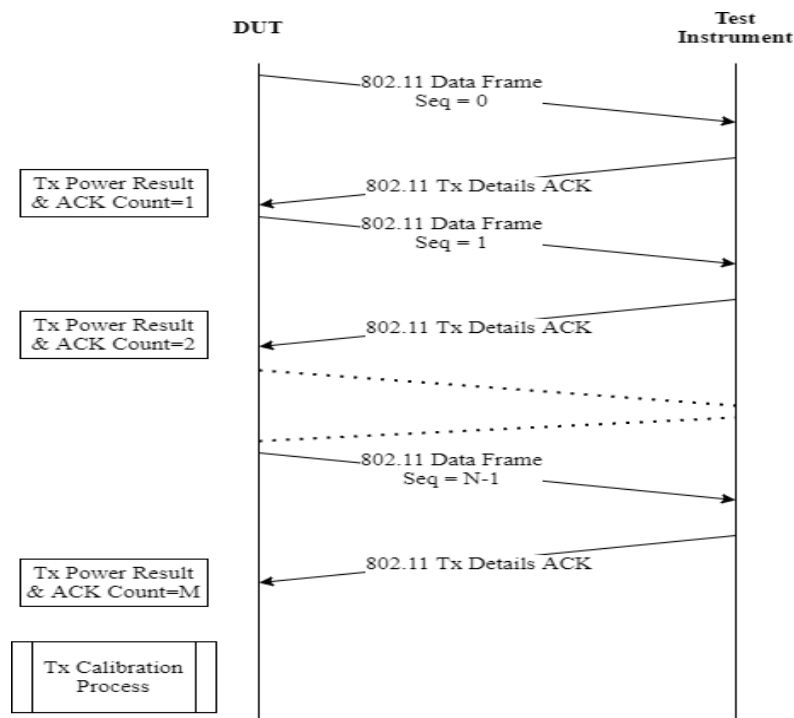 DUT
Test
Instrument
802.11 Data Frame
Seq = 0
802.11 Tx Details ACK
Tx Power Result
& ACK Count=1
802.11 Data Frame
Seq = 1
802.11 Tx Details ACK
Tx Power Result
& ACK Count=2
802.11 Data Frame
Seq = N-1
802.11 Tx Details ACK
Tx Power Result
& ACK Count=M
Tx Calibration
Process